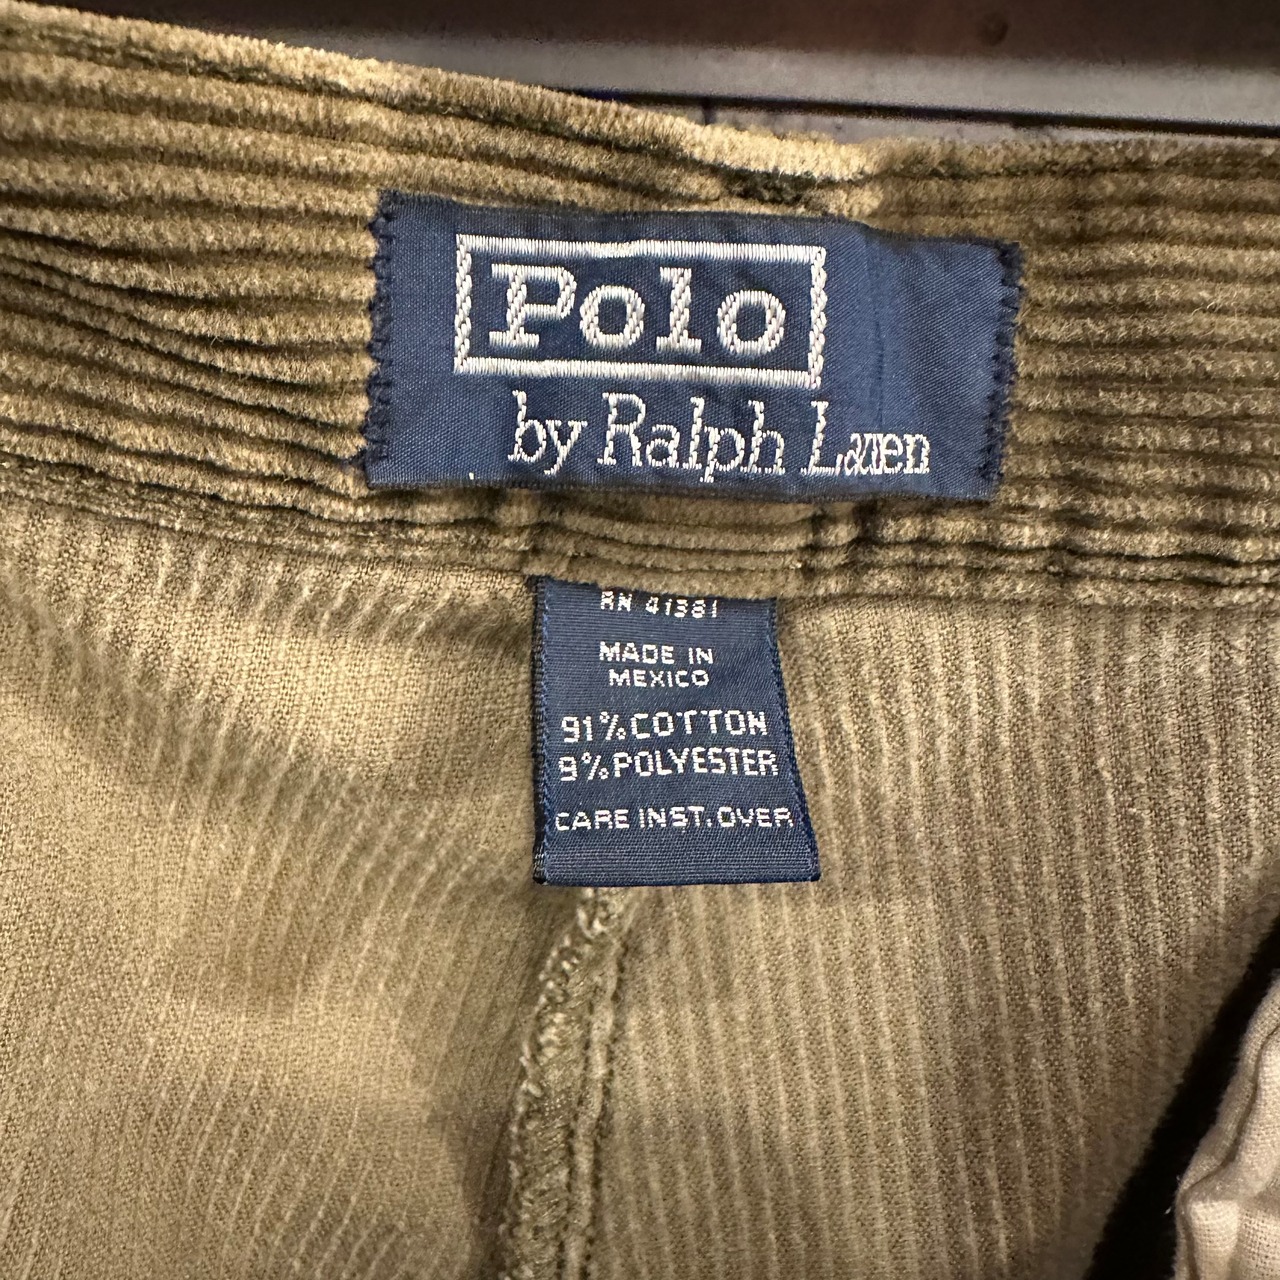 Polo
by Ralph Lauren
RN 41381
MADE IN
MEXICO
91% COTTON
9% POLYESTER
CARE INST. OVER